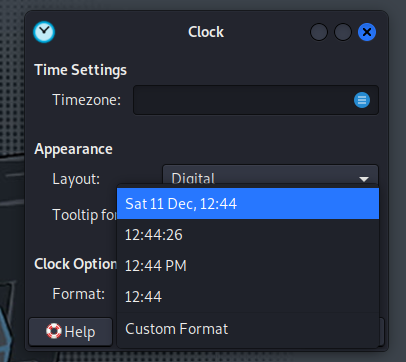 Clock
Time Settings
Timezone:
Appearance
Layout: Digital
Tooltip fo
Sat 11 Dec, 12:44
12:44:26
12:44 PM
Clock Option
12:44
Format:
Custom Format
Help